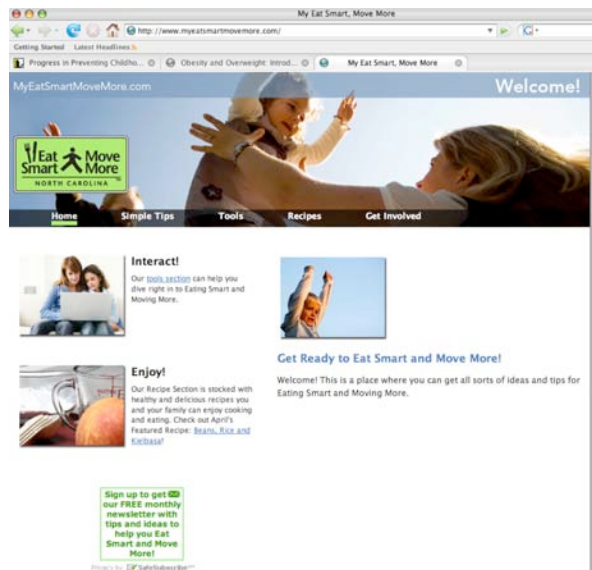 My Eat Smart, Move More
http://www.myeatsmartmovemore.com/
Getting Started Latest Headlines
Progress in Preventing Childho... Obesity and Overweight: Introd... My Eat Smart, Move More
MyEatSmartMoveMore.com
Welcome!
Eat Smart Move More
NORTH CAROLINA
Home Simple Tips Tools Recipes Get Involved
Interact!
Our tools section can help you
dive right in to Eating Smart and
Moving More.
Enjoy!
Our Recipe Section is stocked with
healthy and delicious recipes you
and your family can enjoy cooking
and eating. Check out April's
Featured Recipe: Beans, Rice and
Kielbasa!
Get Ready to Eat Smart and Move More!
Welcome! This is a place where you can get all sorts of ideas and tips for
Eating Smart and Moving More.
Sign up to get
our FREE monthly
newsletter with
tips and ideas to
help you Eat
Smart and Move
More!
Privacy by SafeSubscribe